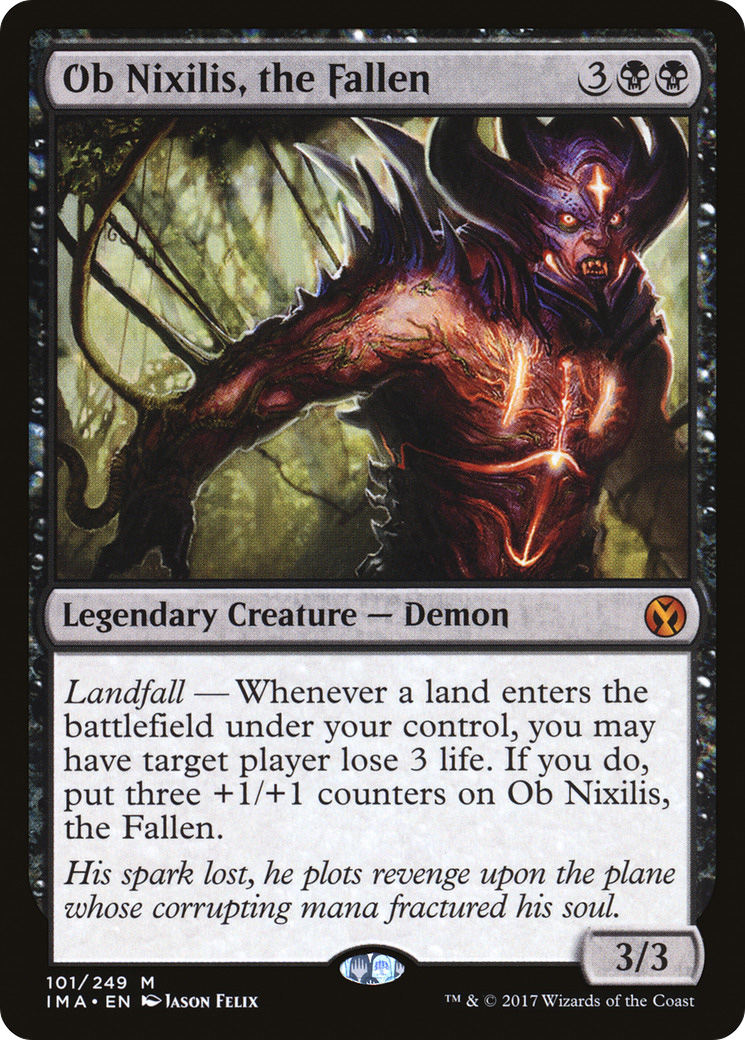 Ob Nixilis, the Fallen 3
Legendary Creature — Demon
Landfall — Whenever a land enters the
battlefield under your control, you may
have target player lose 3 life. If you do,
put three +1/+1 counters on Ob Nixilis,
the Fallen.
His spark lost, he plots revenge upon the plane
whose corrupting mana fractured his soul.
3/3
101/249 M
IMA • EN Jason Felix
™ & © 2017 Wizards of the Coast